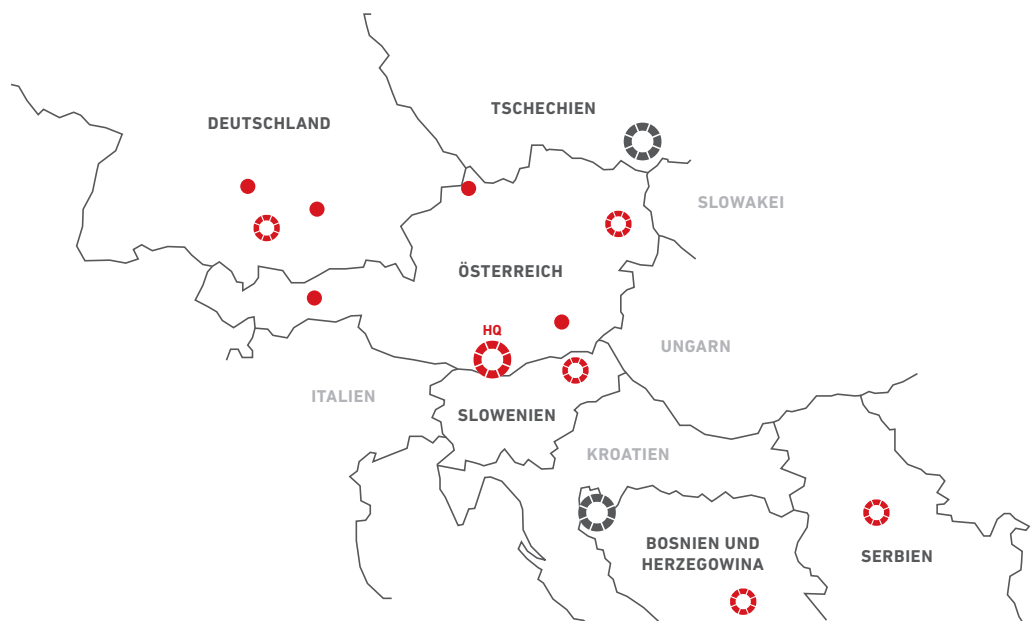 TSCHECHIEN
DEUTSCHLAND
SLOWAKEI
ÖSTERREICH
HQ
UNGARN
ITALIEN
SLOWENIEN
KROATIEN
BOSNIEN UND
HERZEGOWINA
SERBIEN